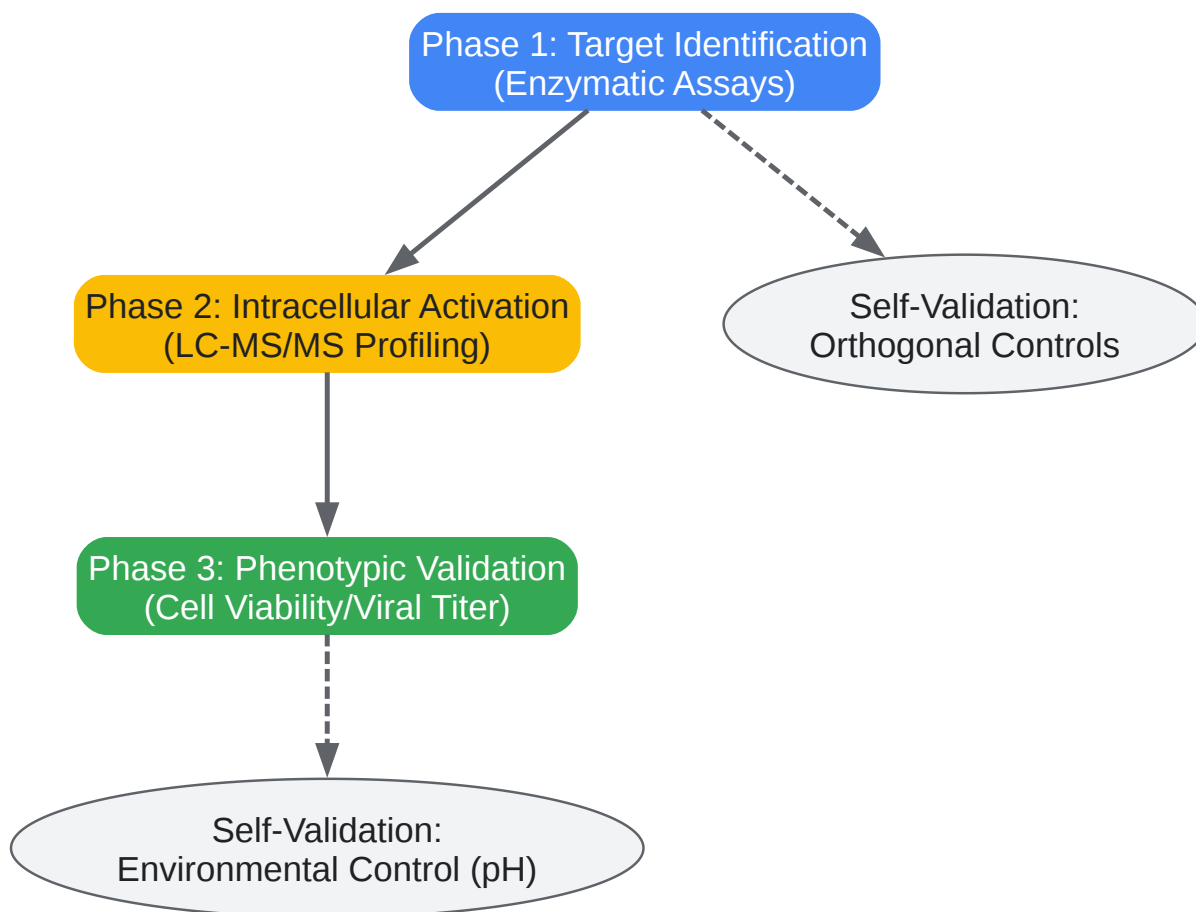 Phase 1: Target Identification
(Enzymatic Assays)
Phase 2: Intracellular Activation
(LC-MS/MS Profiling)
Self-Validation:
Orthogonal Controls
Phase 3: Phenotypic Validation
(Cell Viability/Viral Titer)
Self-Validation:
Environmental Control (pH)